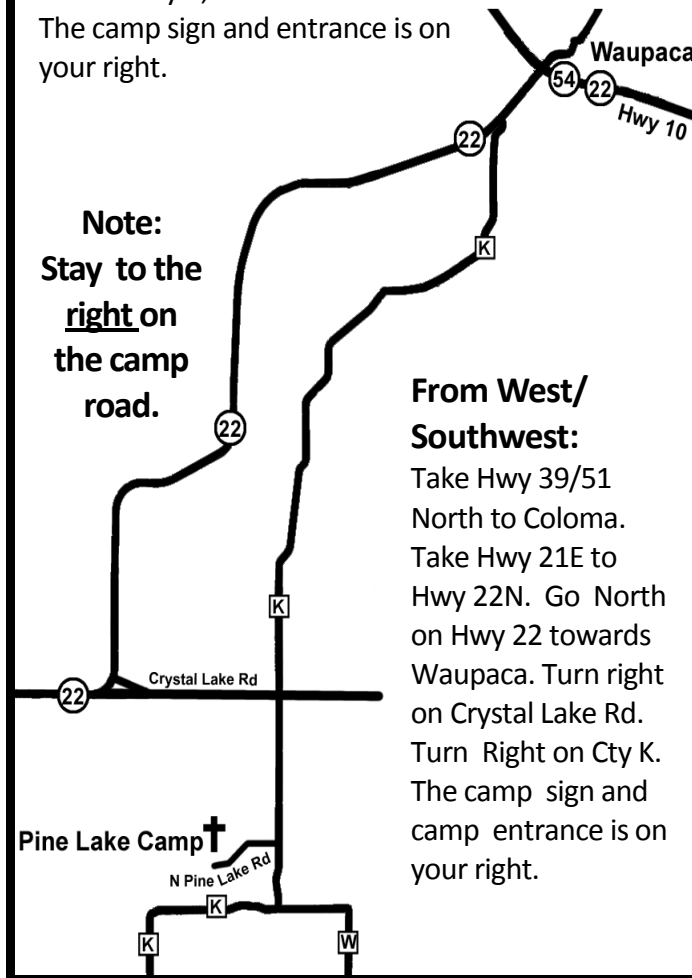 The camp sign and entrance is on
your right.
Waupaca
54
22
Hwy 10
22
K
Note:
Stay to the
right on
the camp
road.
22
From West/
Southwest:
Take Hwy 39/51
North to Coloma.
Take Hwy 21E to
Hwy 22N. Go North
on Hwy 22 towards
Waupaca. Turn right
on Crystal Lake Rd.
Turn Right on Cty K.
The camp sign and
camp entrance is on
your right.
K
Crystal Lake Rd
22
Pine Lake Camp
N Pine Lake Rd
K
K
W